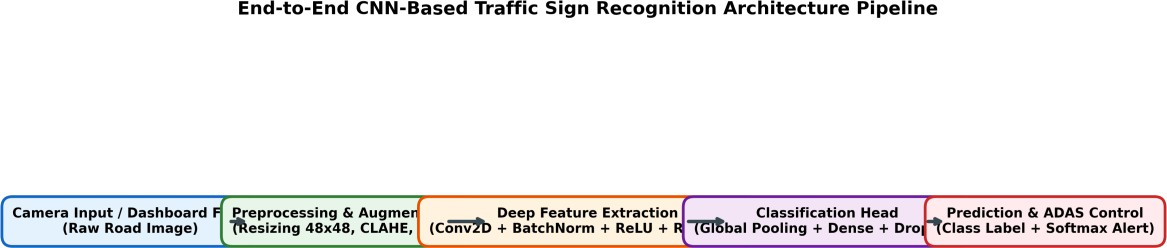 End-to-End CNN-Based Traffic Sign Recognition Architecture Pipeline
Camera Input / Dashboard F
(Raw Road Image)
Preprocessing & Augmen
(Resizing 48x48, CLAHE,
Deep Feature Extraction
(Conv2D + BatchNorm + ReLU + R
Classification Head
(Global Pooling + Dense + Drop
Prediction & ADAS Control
(Class Label + Softmax Alert)